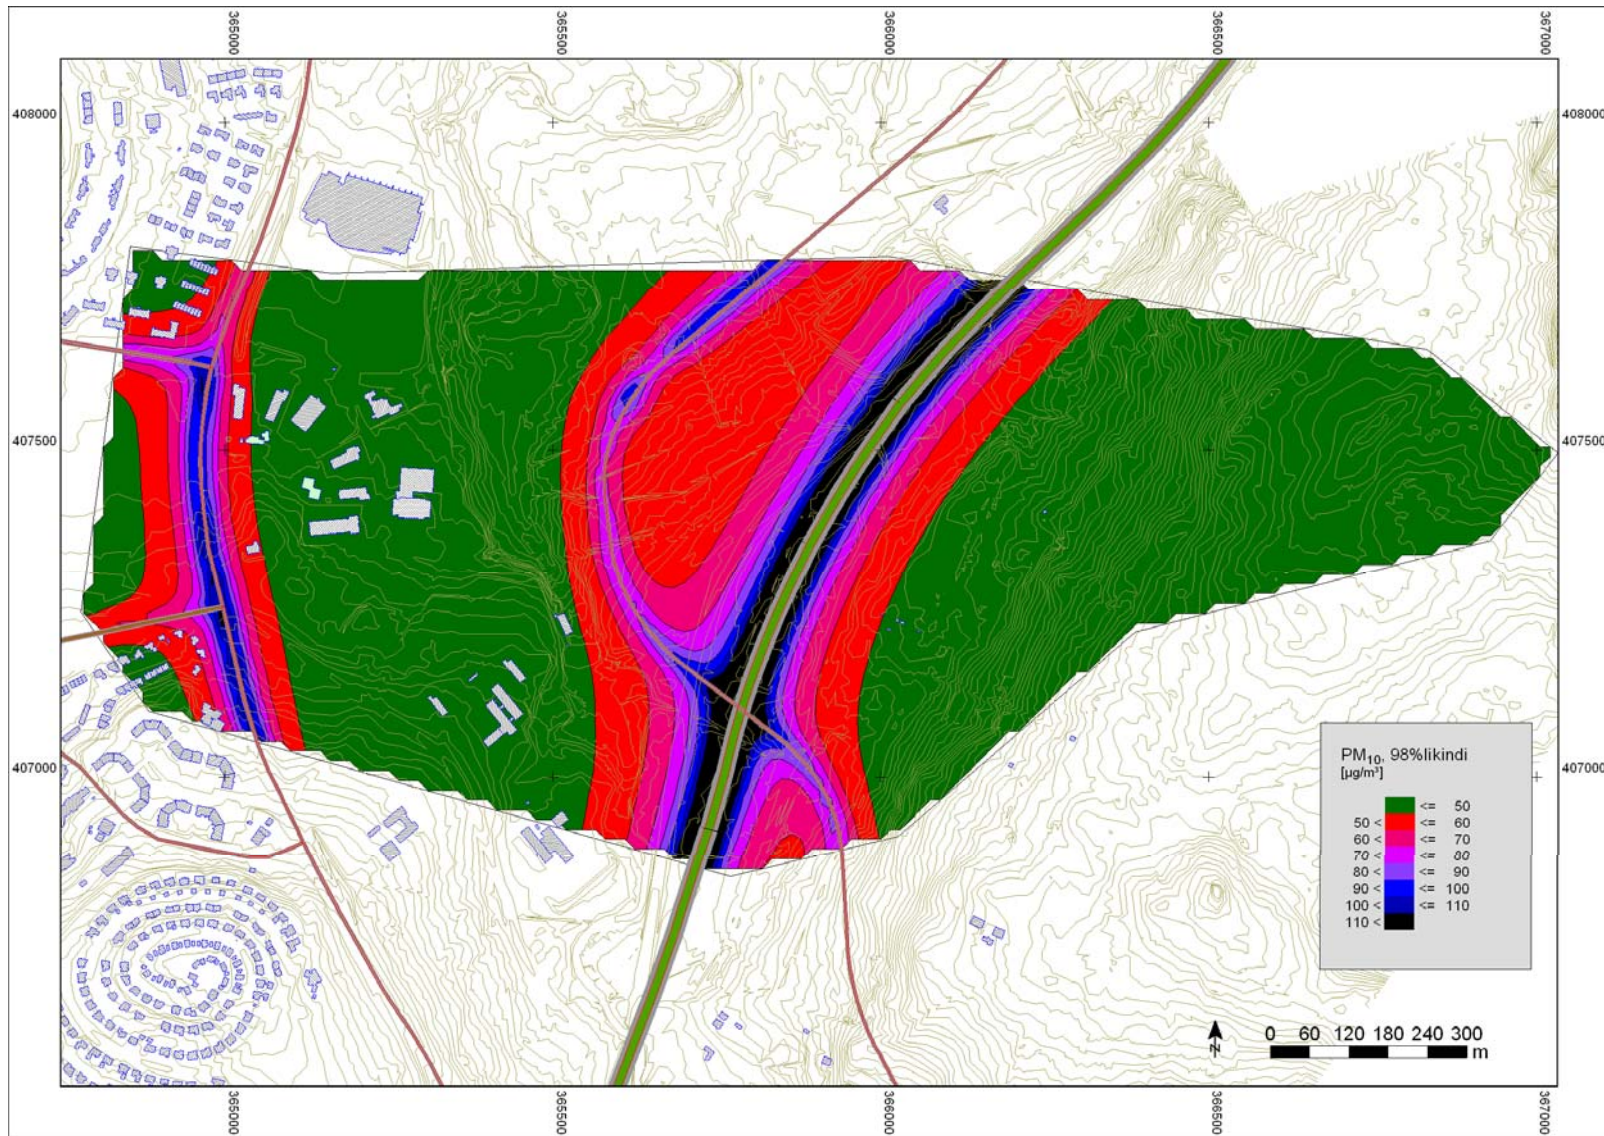 365000 365500 366000 366500 367000
408000 408000
407500 407500
407000 407000
PM₁₀, 98%likindi
[µg/m³]
<= 50
50 < <= 60
60 < <= 70
70 < <= 80
80 < <= 90
90 < <= 100
100 < <= 110
110 <
N
0 60 120 180 240 300
m
365000 365500 366000 366500 367000